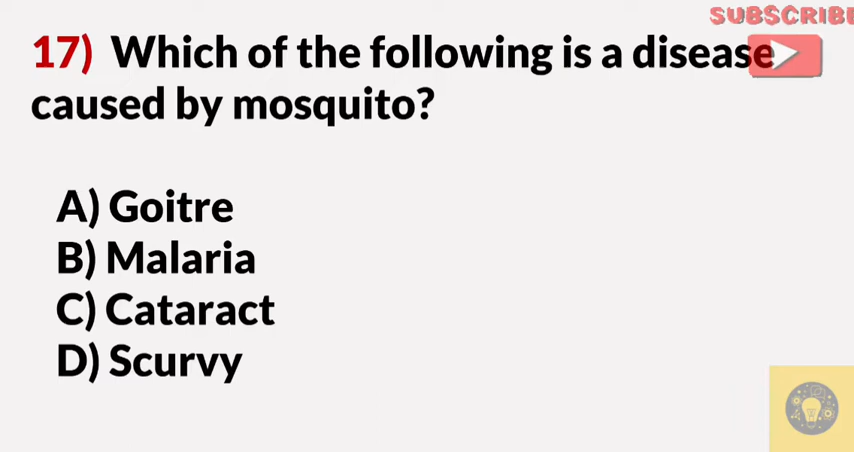 SUBSCRIBE
17) Which of the following is a disease
caused by mosquito?
A) Goitre
B) Malaria
C) Cataract
D) Scurvy